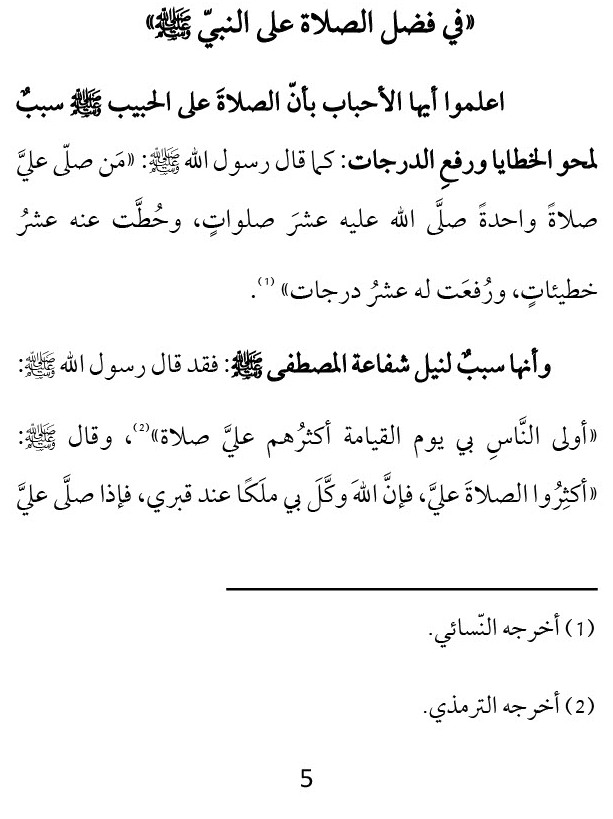 «في فضل الصلاة على النبيّ ﷺ»
اعلموا أيها الأحباب بأنّ الصلاةَ على الحبيب ﷺ سببٌ
لمحو الخطايا ورفعِ الدرجات: كما قال رسول الله ﷺ: «مَن صلّى عليَّ
صلاةً واحدةً صلَّى الله عليه عشرَ صلواتٍ، وحُطَّت عنه عشرُ
خطيئاتٍ، ورُفعَت له عشرُ درجات» (1).
وأنها سببٌ لنيل شفاعة المصطفى ﷺ: فقد قال رسول الله ﷺ:
«أولى النَّاسِ بي يوم القيامة أكثرُهم عليَّ صلاة»(2)، وقال ﷺ:
«أكثِرُوا الصلاةَ عليَّ، فإنَّ اللهَ وكَّلَ بي ملَكًا عند قبري، فإذا صلَّى عليَّ
(1) أخرجه النّسائي.
(2) أخرجه الترمذي.
5